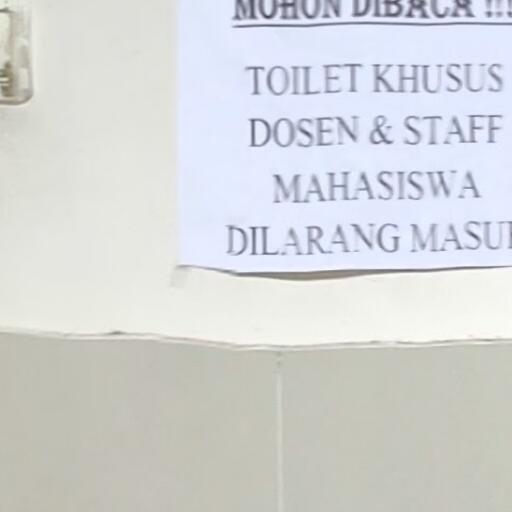 MOHON DIBACA !!!
TOILET KHUSUS
DOSEN & STAFF
MAHASISWA
DILARANG MASUK